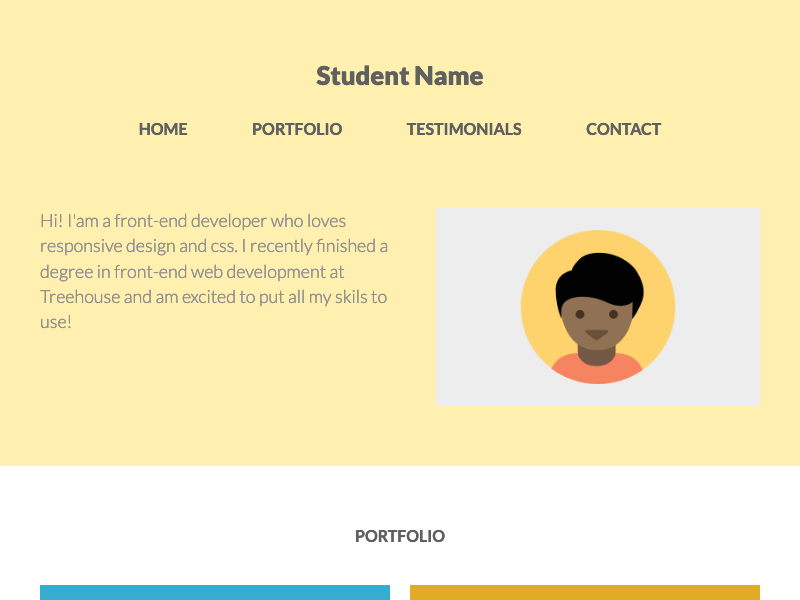 Student Name
HOME PORTFOLIO TESTIMONIALS CONTACT
Hi! I'am a front-end developer who loves
responsive design and css. I recently finished a
degree in front-end web development at
Treehouse and am excited to put all my skils to
use!
PORTFOLIO